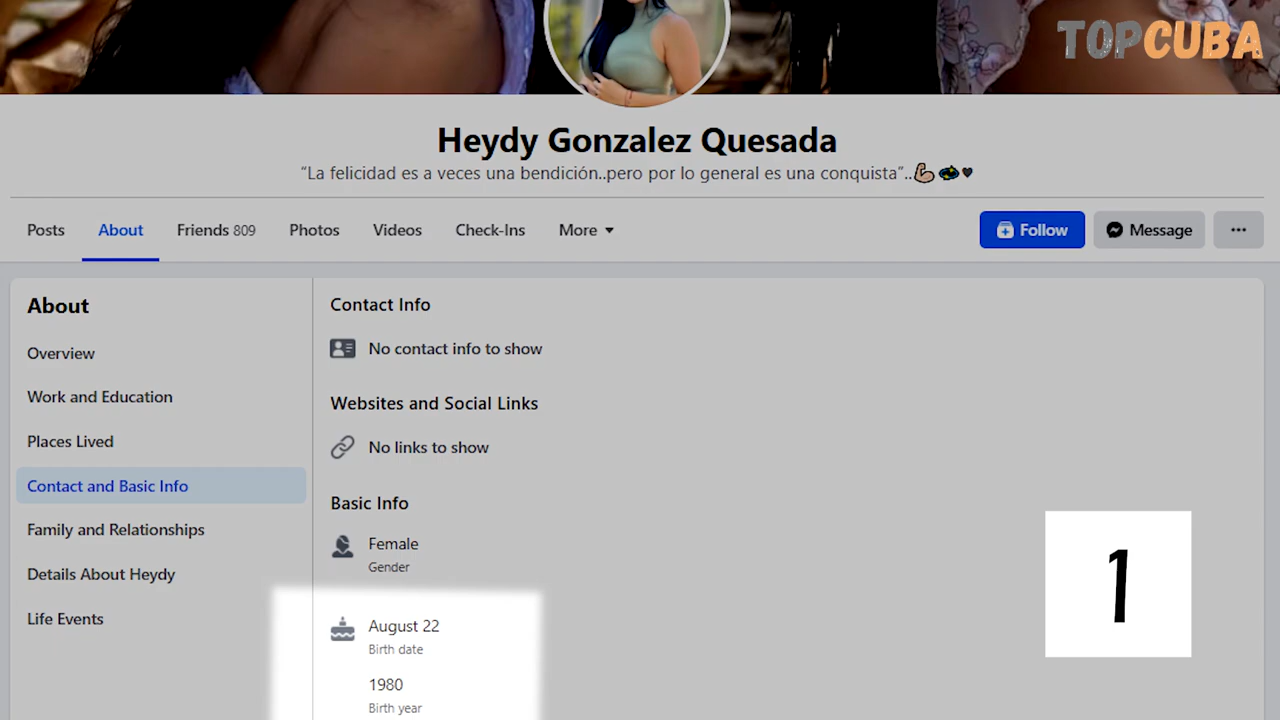 TOPCUBA
Heydy Gonzalez Quesada
“La felicidad es a veces una bendición..pero por lo general es una conquista”..💪🏼
Posts About Friends 809 Photos Videos Check-Ins More Follow Message ...
About
Overview
Work and Education
Places Lived
Contact and Basic Info
Family and Relationships
Details About Heydy
Life Events
Contact Info
No contact info to show
Websites and Social Links
No links to show
Basic Info
Female
Gender
August 22
Birth date
1980
Birth year
1